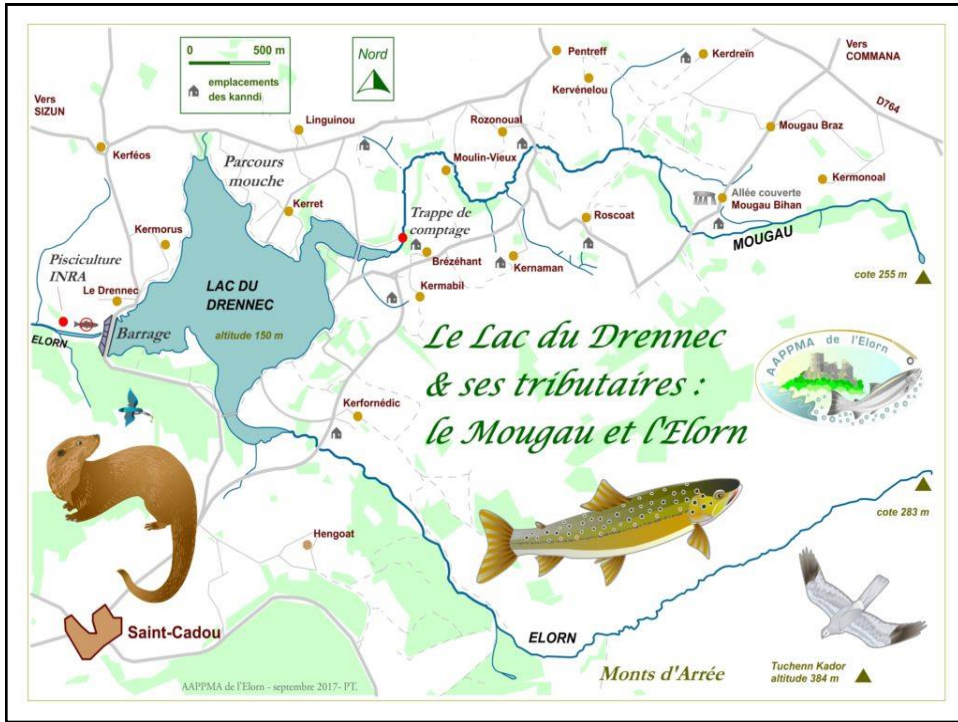 0 500 m
emplacements
des kanndi
Nord
Pentreff
Kerdreïn
Vers
COMMANA
Kervénelou
Vers
SIZUN
D764
Linguinou
Rozonoual
Mougau Braz
Kerféos
Parcours
mouche
Moulin-Vieux
Kermonoal
Allée couverte
Mougau Bihan
Kerret
Trappe de
comptage
Roscoat
Kermorus
MOUGAU
Pisciculture
INRA
Brézéhant
Kernaman
cote 255 m
Le Drennec
LAC DU
DRENNEC
Kermabil
altitude 150 m
Barrage
ELORN
Le Lac du Drennec
& ses tributaires :
le Mougau et l'Elorn
AAPPMA de l'Elorn
Kerfornédic
cote 283 m
Hengoat
Saint-Cadou
ELORN
Monts d'Arrée
Tuchenn Kador
altitude 384 m
AAPPMA de l'Elorn - septembre 2017- PT.